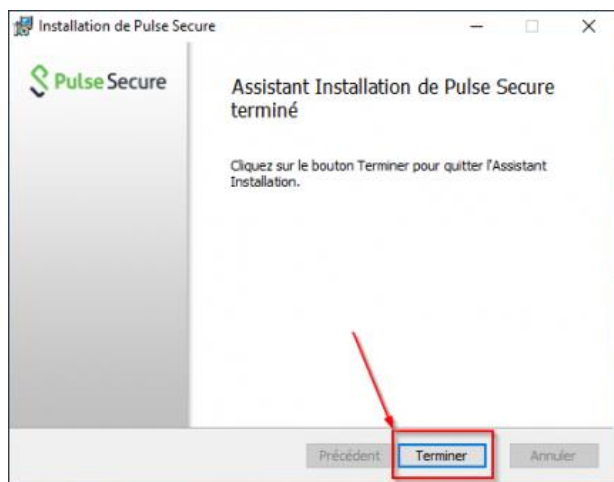 Installation de Pulse Secure
Pulse Secure
Assistant Installation de Pulse Secure
terminé
Cliquez sur le bouton Terminer pour quitter l'Assistant
Installation.
Précédent
Terminer
Annuler